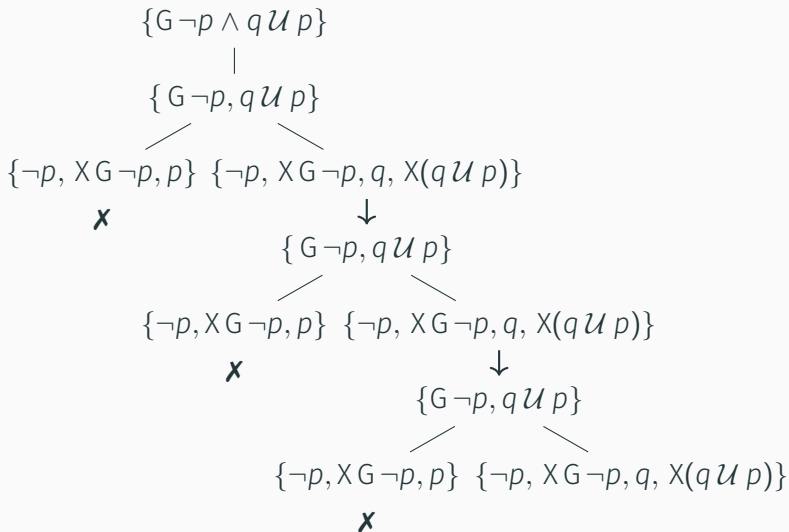 {G ¬p ∧ q 𝒰 p}
{ G ¬p, q 𝒰 p}
{¬p, X G ¬p, p} {¬p, X G ¬p, q, X(q 𝒰 p)}
✗ ↓
{ G ¬p, q 𝒰 p}
{¬p, X G ¬p, p} {¬p, X G ¬p, q, X(q 𝒰 p)}
✗ ↓
{G ¬p, q 𝒰 p}
{¬p, X G ¬p, p} {¬p, X G ¬p, q, X(q 𝒰 p)}
✗